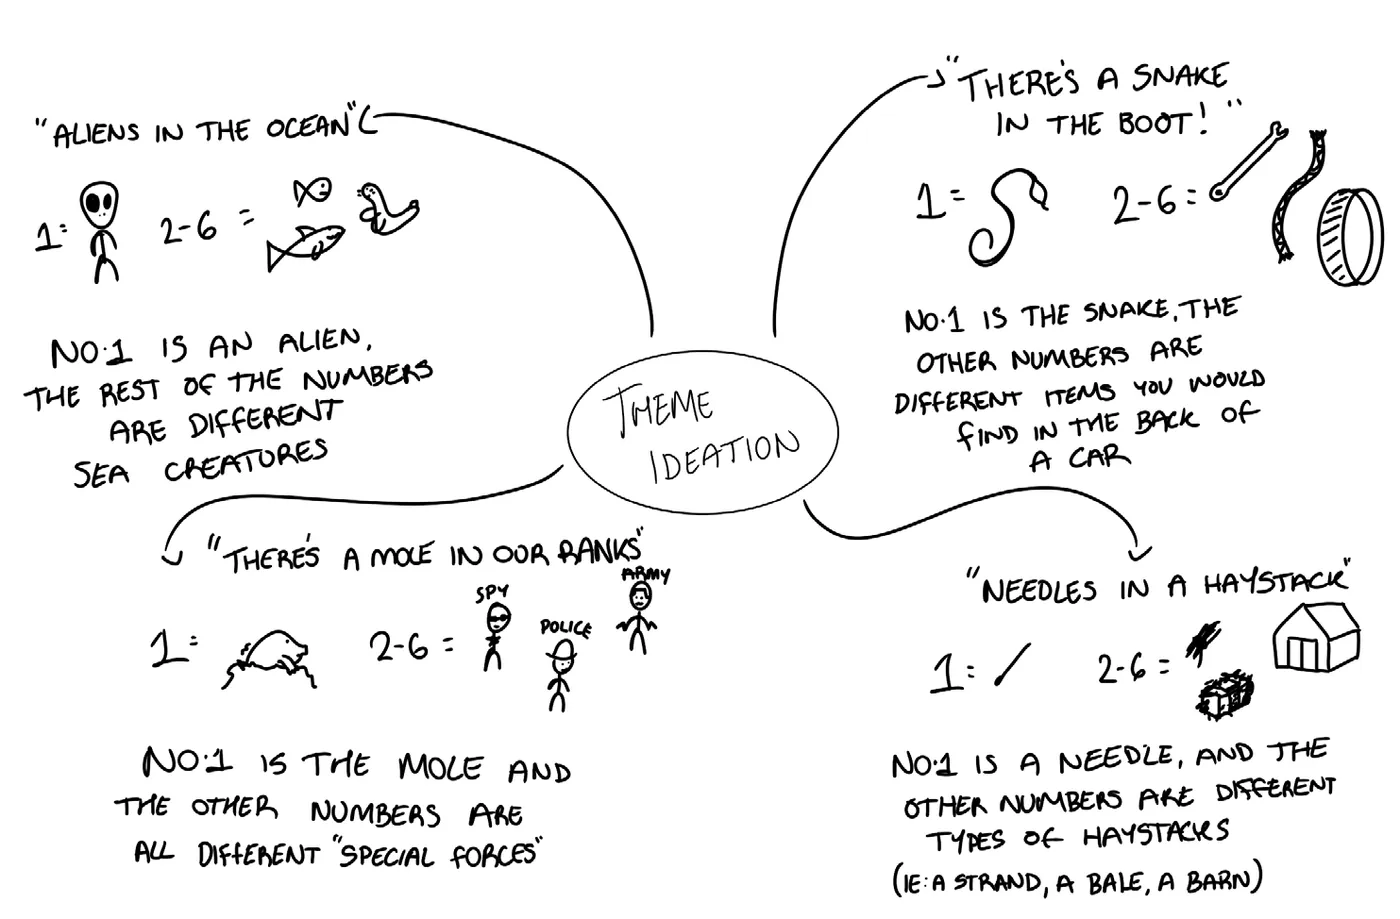 THEME
IDEATION
"ALIENS IN THE OCEAN"
1=
2-6 =
NO.1 IS AN ALIEN,
THE REST OF THE NUMBERS
ARE DIFFERENT
SEA CREATURES
"THERE'S A SNAKE
IN THE BOOT!"
1=
2-6=
NO.1 IS THE SNAKE, THE
OTHER NUMBERS ARE
DIFFERENT ITEMS YOU WOULD
FIND IN THE BACK OF
A CAR
"THERE'S A MOLE IN OUR RANKS"
1=
2-6=
SPY
POLICE
ARMY
NO.1 IS THE MOLE AND
THE OTHER NUMBERS ARE
ALL DIFFERENT "SPECIAL FORCES"
"NEEDLES IN A HAYSTACK"
1=
2-6=
NO.1 IS A NEEDLE, AND THE
OTHER NUMBERS ARE DIFFERENT
TYPES OF HAYSTACKS
(IE: A STRAND, A BALE, A BARN)